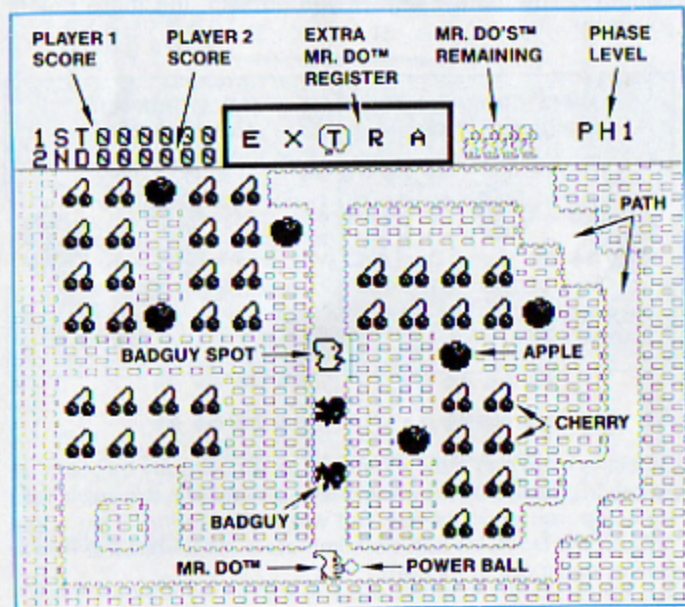 PLAYER 1 SCORE
PLAYER 2 SCORE
EXTRA MR. DO™ REGISTER
MR. DO'S™ REMAINING
PHASE LEVEL
1ST000000
2ND000000
EXTRA
PH1
PATH
BADGUY SPOT
APPLE
CHERRY
BADGUY
MR. DO™
POWER BALL